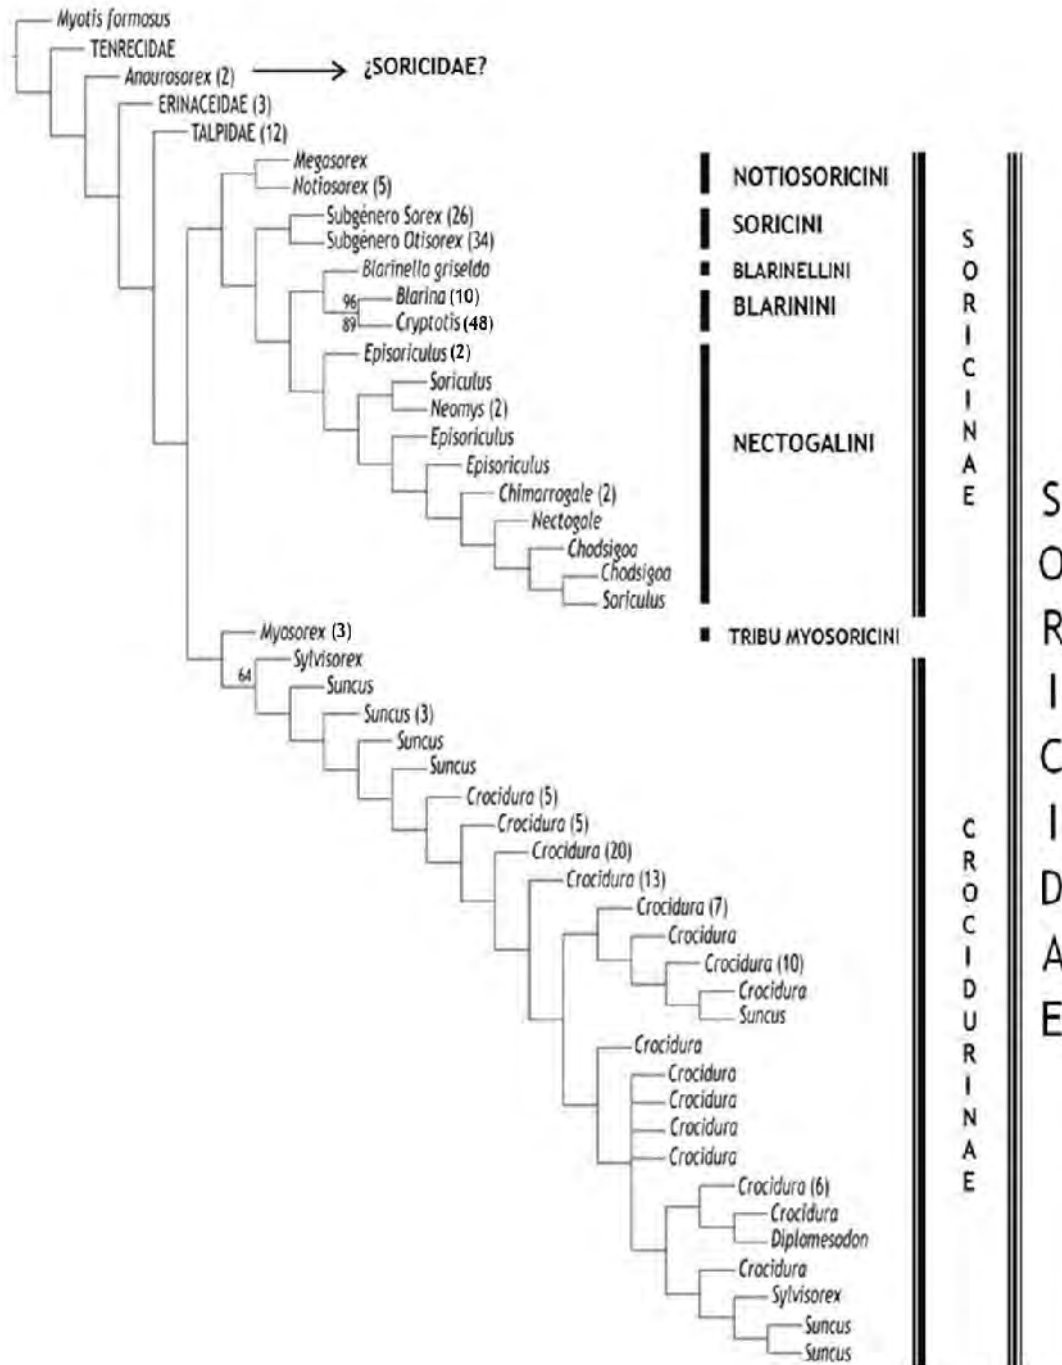 Myotis formosus
TENRECIDAE
Anourosorex (2)
¿SORICIDAE?
ERINACEIDAE (3)
TALPIDAE (12)
Megasorex
Notiosorex (5)
Subgénero Sorex (26)
Subgénero Otisorex (34)
Blarinella griselda
96
Blarina (10)
89
Cryptotis (48)
Episoriculus (2)
Soriculus
Neomys (2)
Episoriculus
Episoriculus
Chimarrogale (2)
Nectogale
Chodsigoa
Chodsigoa
Soriculus
Myosorex (3)
64
Sylvisorex
Suncus
Suncus (3)
Suncus
Suncus
Crocidura (5)
Crocidura (5)
Crocidura (20)
Crocidura (13)
Crocidura (7)
Crocidura
Crocidura (10)
Crocidura
Suncus
Crocidura
Crocidura
Crocidura
Crocidura
Crocidura
Crocidura (6)
Crocidura
Diplomesodon
Crocidura
Sylvisorex
Suncus
Suncus
NOTIOSORICINI
SORICINI
BLARINELLINI
BLARININI
NECTOGALINI
TRIBU MYOSORICINI
SORICINAE
CROCIDURINAE
SORICIDAE